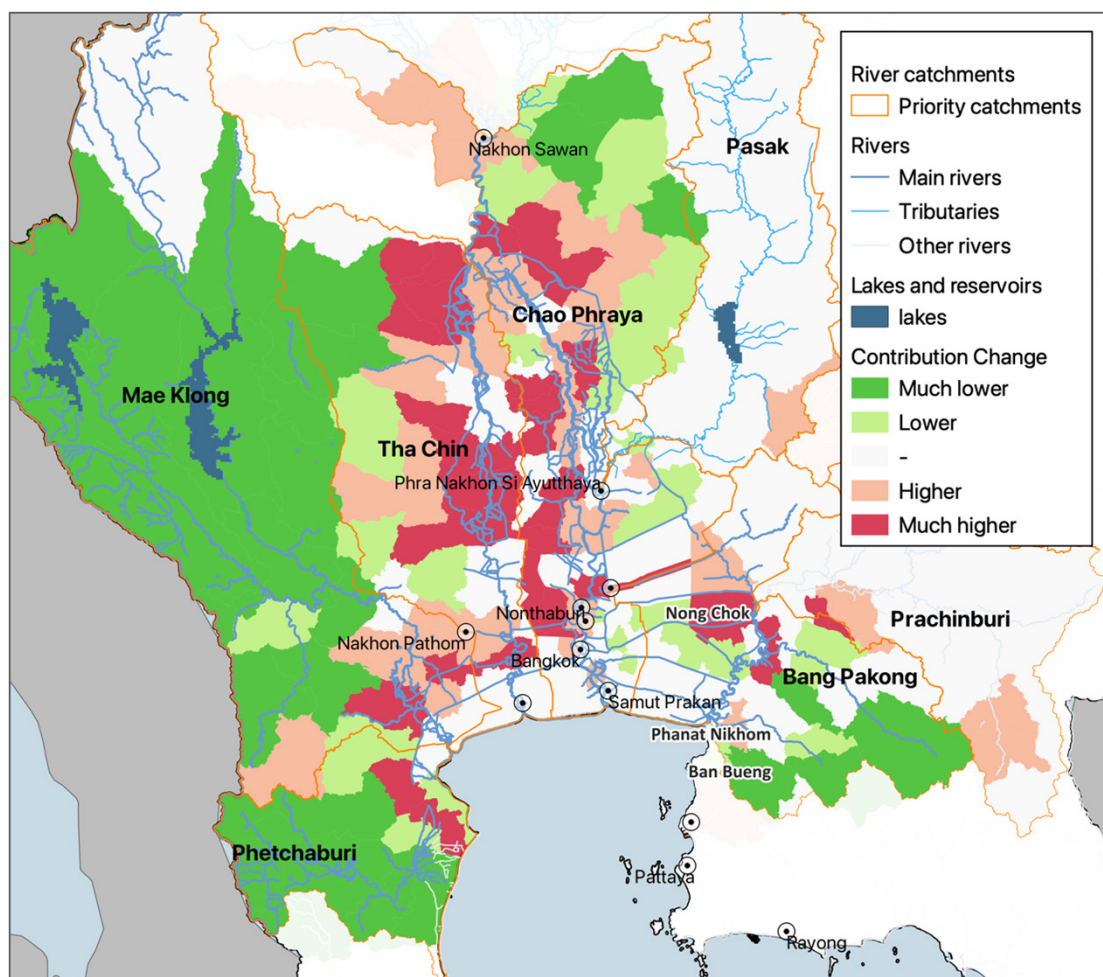 River catchments
Priority catchments
Rivers
Main rivers
Tributaries
Other rivers
Lakes and reservoirs
lakes
Contribution Change
Much lower
Lower
-
Higher
Much higher
Nakhon Sawan
Pasak
Chao Phraya
Mae Klong
Tha Chin
Phra Nakhon Si Ayutthaya
Nonthaburi
Nong Chok
Prachinburi
Nakhon Pathom
Bangkok
Bang Pakong
Samut Prakan
Phanat Nikhom
Ban Bueng
Phetchaburi
Pattaya
Rayong